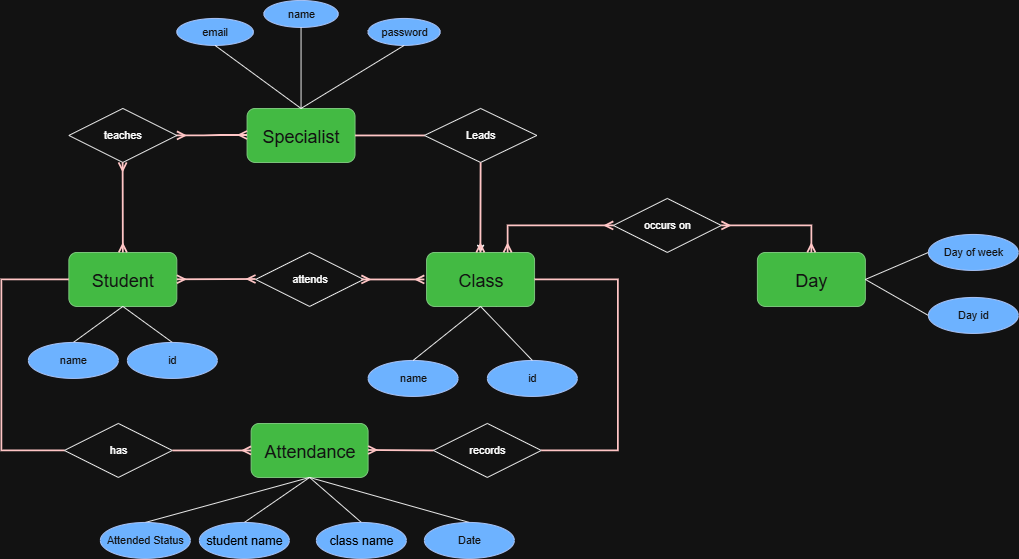 name
email
password
teaches
Specialist
Leads
occurs on
Day of week
Student
attends
Class
Day
Day id
name
id
name
id
has
Attendance
records
Attended Status
student name
class name
Date